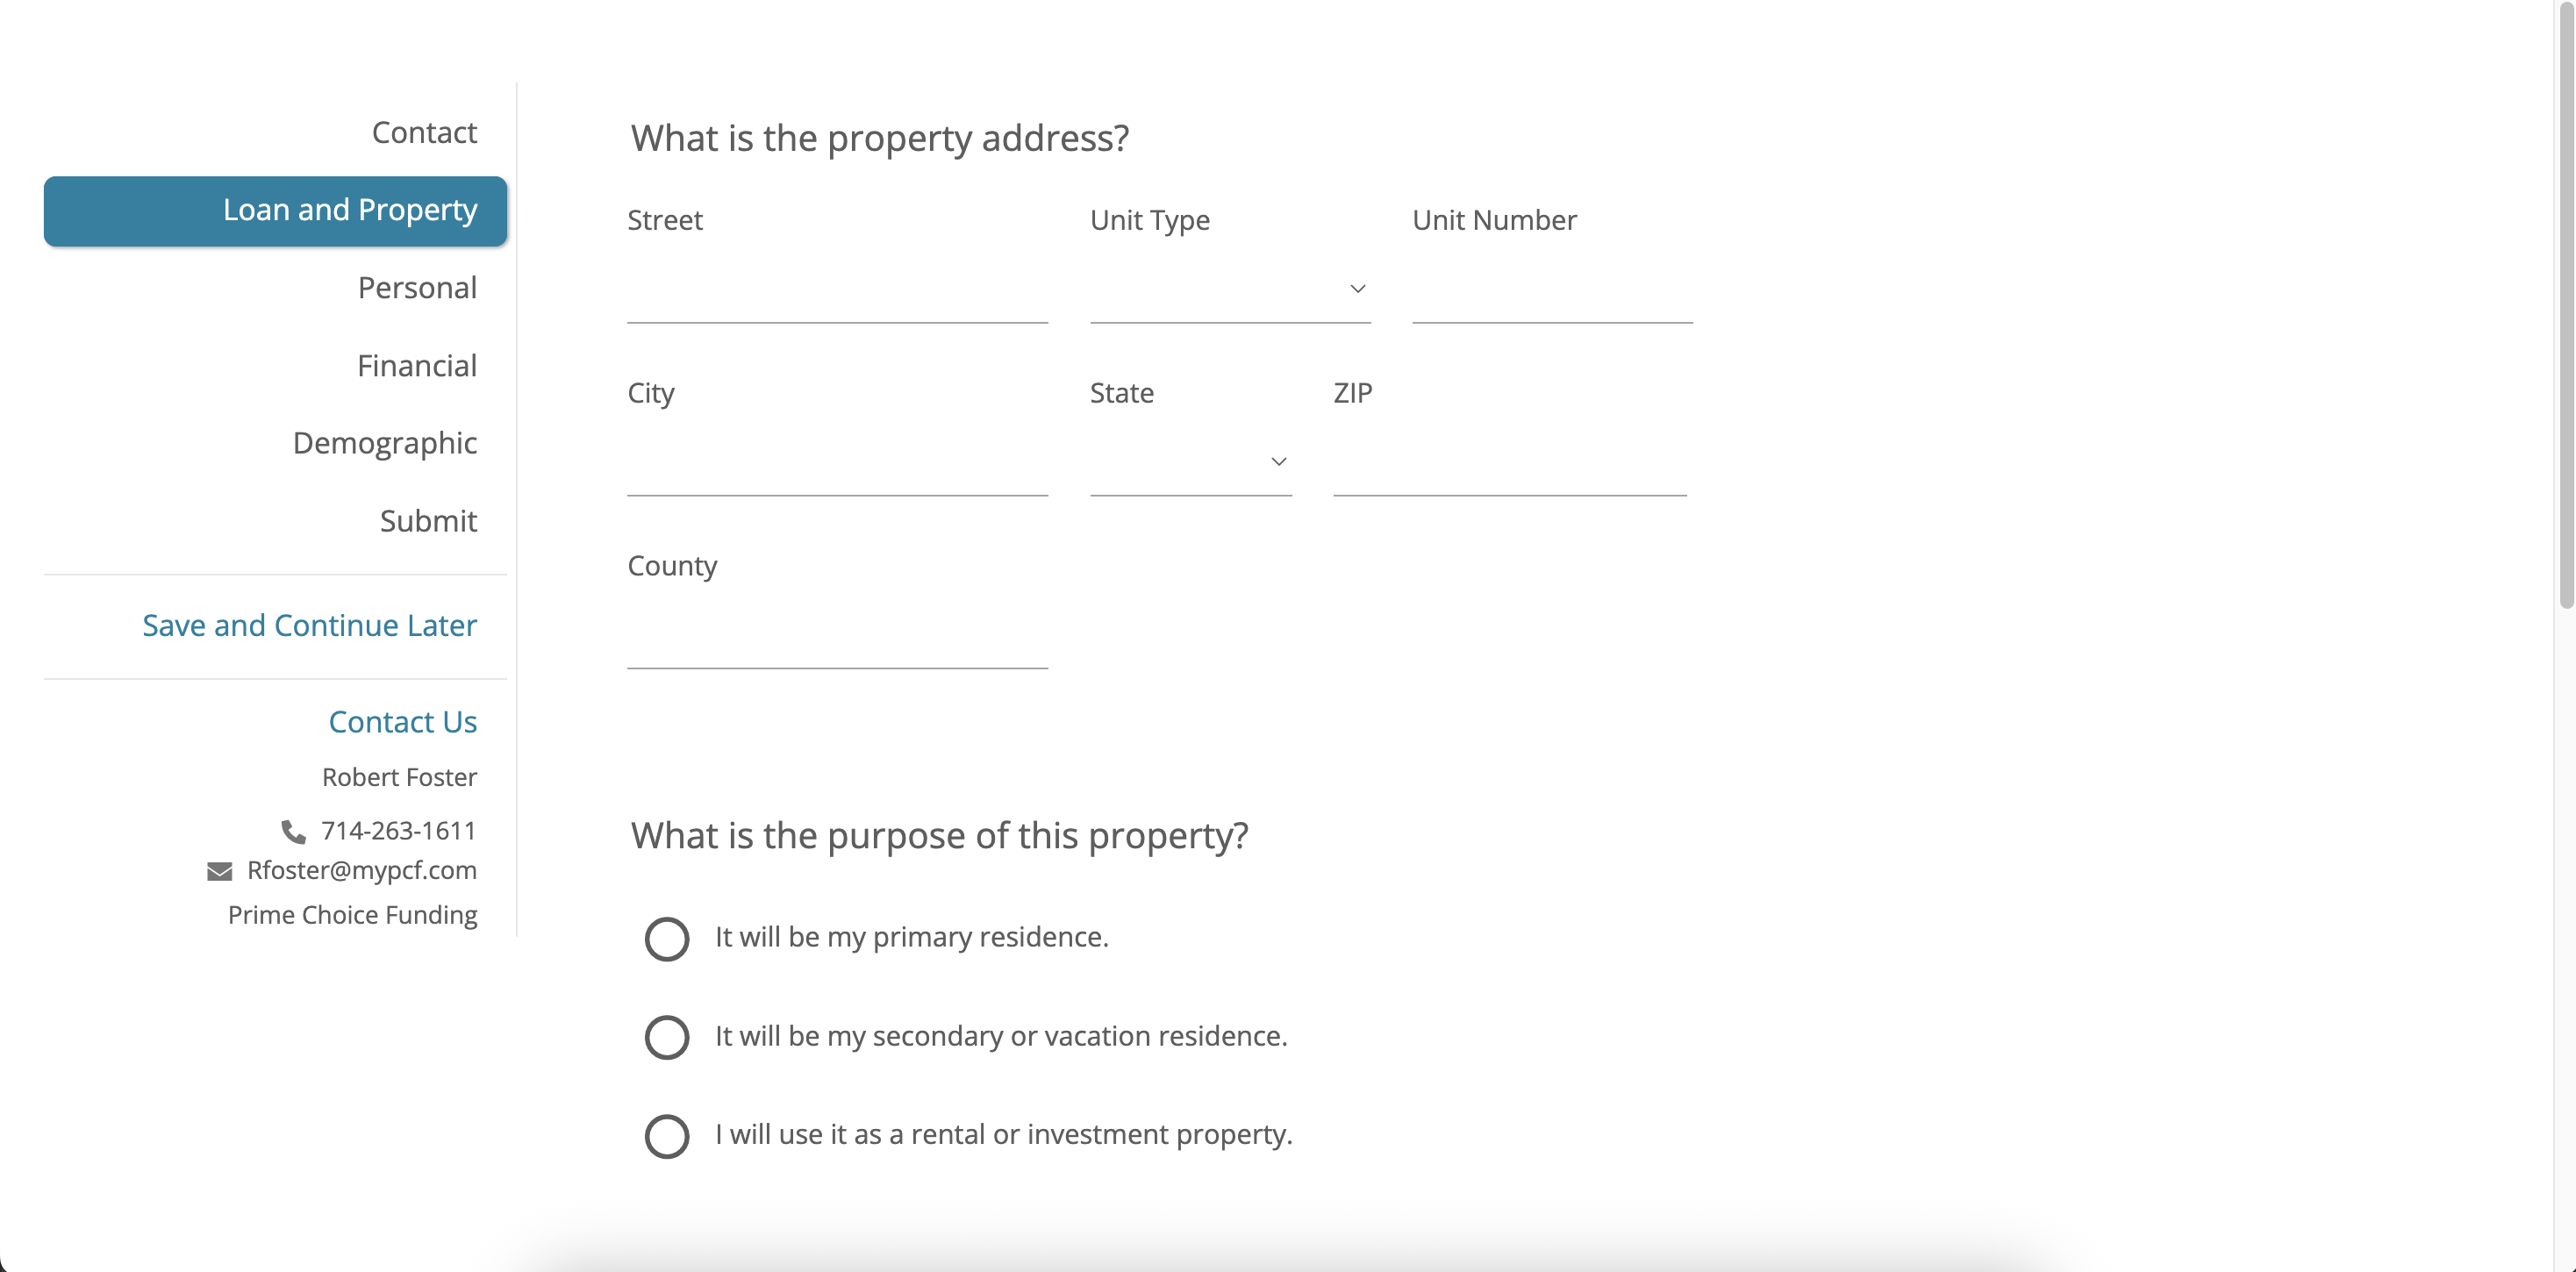 Contact
Loan and Property
Personal
Financial
Demographic
Submit
Save and Continue Later
Contact Us
Robert Foster
714-263-1611
Rfoster@mypcf.com
Prime Choice Funding
What is the property address?
Street Unit Type Unit Number
City State ZIP
County
What is the purpose of this property?
It will be my primary residence.
It will be my secondary or vacation residence.
I will use it as a rental or investment property.